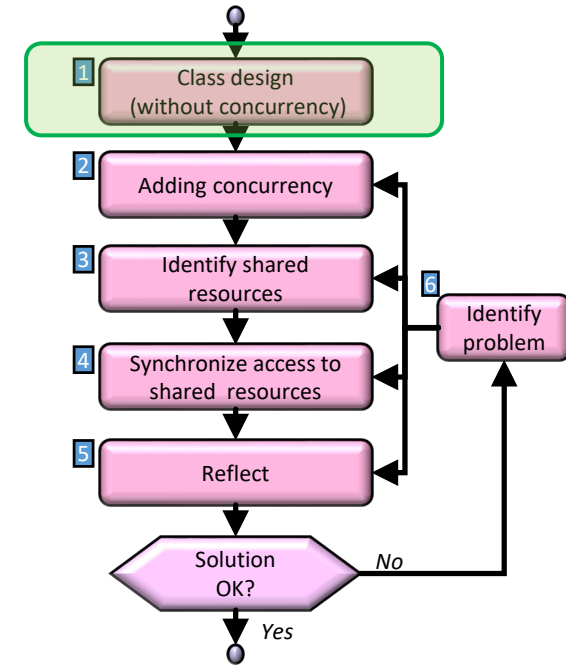 1
Class design
(without concurrency)
2
Adding concurrency
3
Identify shared
resources
6
Identify
problem
4
Synchronize access to
shared resources
5
Reflect
Solution
OK?
No
Yes